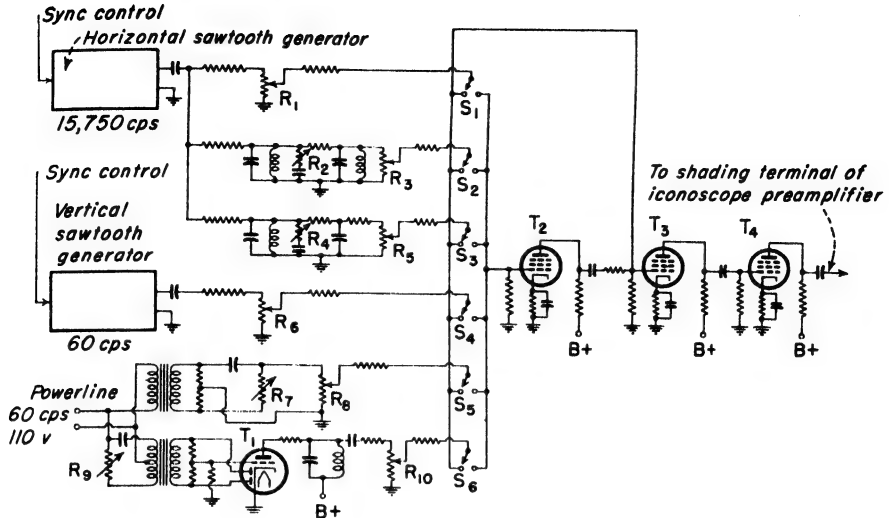 Sync control
Horizontal sawtooth generator
15,750 cps
R1
S1
R2
R3
S2
Sync control
Vertical
sawtooth
generator
R4
R5
S3
To shading terminal of
iconoscope preamplifier
T2
T3
T4
60 cps
R6
S4
B+
B+
B+
Powerline
60 cps
110 v
R7
R8
S5
R9
T1
B+
R10
S6